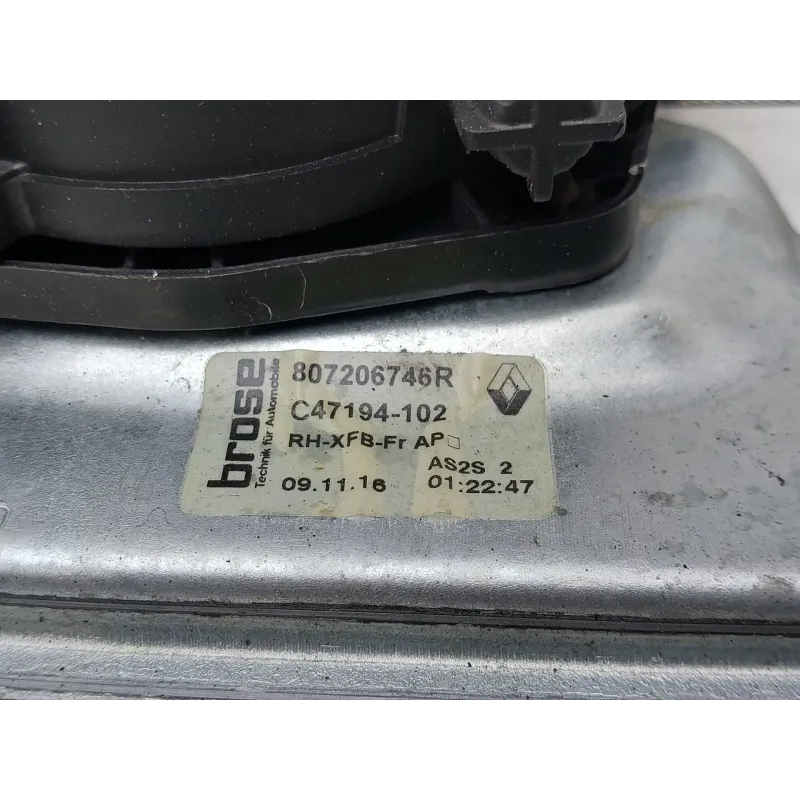 brose
Technik für Automobile
807206746R
C47194-102
RH-XFB-Fr AP□
AS2S 2
09.11.16 01:22:47